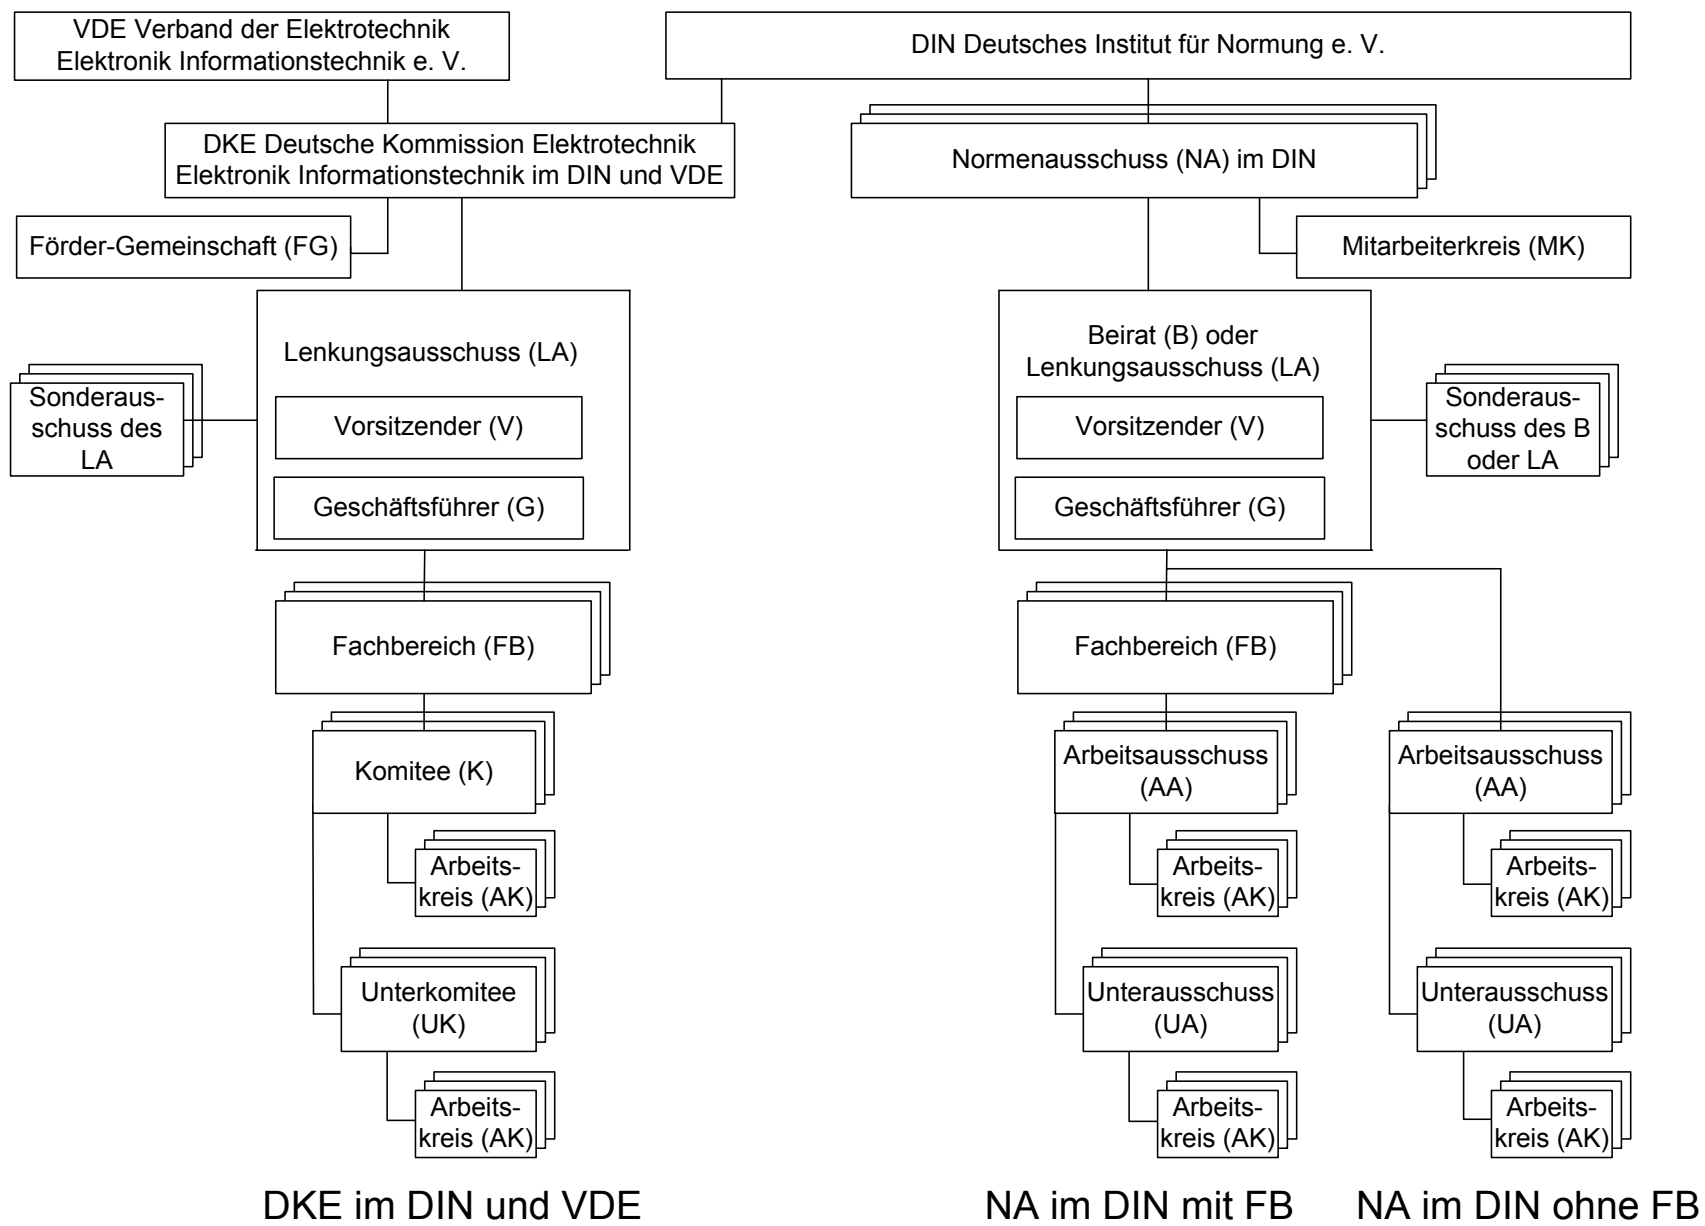 VDE Verband der Elektrotechnik
Elektronik Informationstechnik e. V.
DIN Deutsches Institut für Normung e. V.
DKE Deutsche Kommission Elektrotechnik
Elektronik Informationstechnik im DIN und VDE
Normenausschuss (NA) im DIN
Förder-Gemeinschaft (FG)
Mitarbeiterkreis (MK)
Lenkungsausschuss (LA)
Vorsitzender (V)
Geschäftsführer (G)
Sonderaus-
schuss des
LA
Beirat (B) oder
Lenkungsausschuss (LA)
Vorsitzender (V)
Geschäftsführer (G)
Sonderaus-
schuss des B
oder LA
Fachbereich (FB)
Fachbereich (FB)
Komitee (K)
Arbeitsausschuss
(AA)
Arbeitsausschuss
(AA)
Arbeits-
kreis (AK)
Arbeits-
kreis (AK)
Arbeits-
kreis (AK)
Unterkomitee
(UK)
Unterausschuss
(UA)
Unterausschuss
(UA)
Arbeits-
kreis (AK)
Arbeits-
kreis (AK)
Arbeits-
kreis (AK)
DKE im DIN und VDE
NA im DIN mit FB
NA im DIN ohne FB